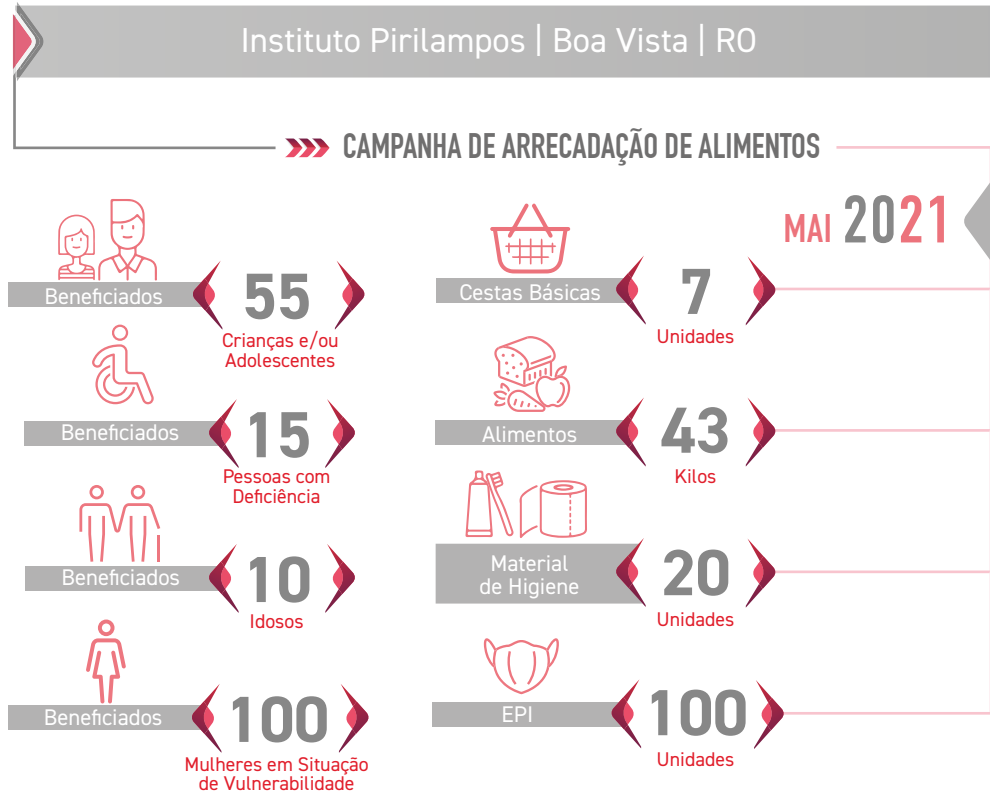 Instituto Pirilampos | Boa Vista | RO
CAMPANHA DE ARRECADAÇÃO DE ALIMENTOS
MAI 2021
Beneficiados
55
Crianças e/ou
Adolescentes
Beneficiados
15
Pessoas com
Deficiência
Beneficiados
10
Idosos
Beneficiados
100
Mulheres em Situação
de Vulnerabilidade
Cestas Básicas
7
Unidades
Alimentos
43
Kilos
Material
de Higiene
20
Unidades
EPI
100
Unidades